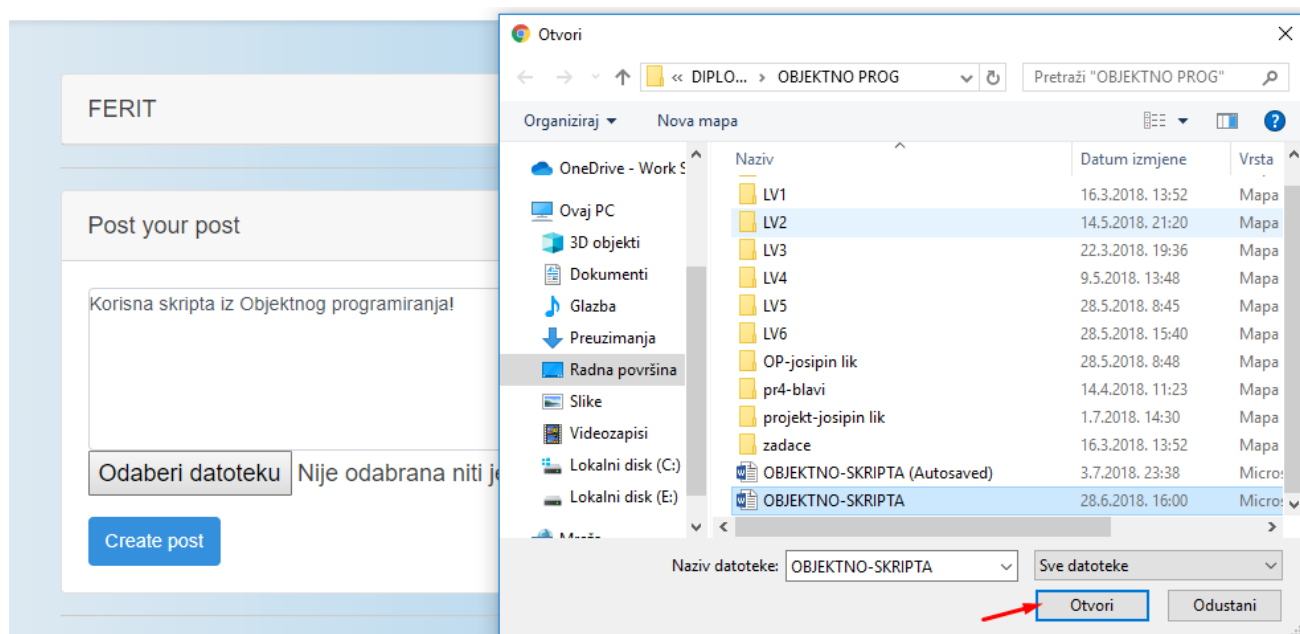 FERIT
Post your post
Korisna skripta iz Objektnog programiranja!
Odaberi datoteku Nije odabrana niti
Create post
Otvori
« DIPLO... › OBJEKTNO PROG
Pretraži "OBJEKTNO PROG"
Organiziraj Nova mapa
OneDrive - Work
Ovaj PC
3D objekti
Dokumenti
Glazba
Preuzimanja
Radna površina
Slike
Videozapisi
Lokalni disk (C:)
Lokalni disk (E:)
Naziv Datum izmjene Vrsta
LV1 16.3.2018. 13:52 Mapa
LV2 14.5.2018. 21:20 Mapa
LV3 22.3.2018. 19:36 Mapa
LV4 9.5.2018. 13:48 Mapa
LV5 28.5.2018. 8:45 Mapa
LV6 28.5.2018. 15:40 Mapa
OP-josipin lik 28.5.2018. 8:48 Mapa
pr4-blavi 14.4.2018. 11:23 Mapa
projekt-josipin lik 1.7.2018. 14:30 Mapa
zadace 16.3.2018. 13:52 Mapa
OBJEKTNO-SKRIPTA (Autosaved) 3.7.2018. 23:38 Micro
OBJEKTNO-SKRIPTA 28.6.2018. 16:00 Micro
Naziv datoteke: OBJEKTNO-SKRIPTA Sve datoteke
Otvori Odustani